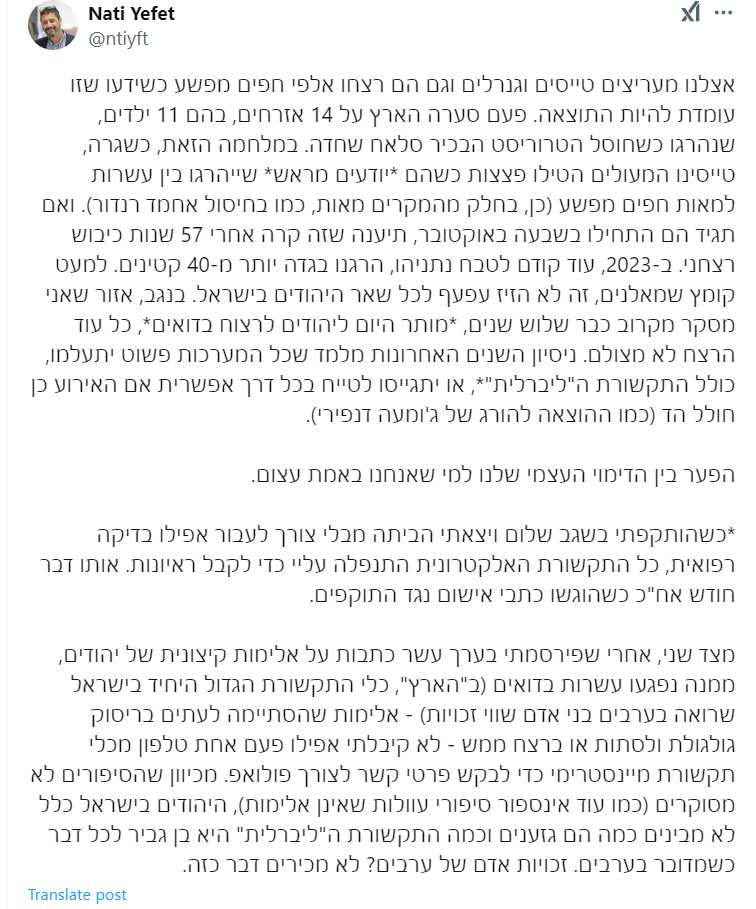 Nati Yefet
@ntiyft
אצלנו מעריצים טייסים וגנרלים וגם הם רצחו אלפי חפים מפשע כשידעו שזו
עומדת להיות התוצאה. פעם סערה הארץ על 14 אזרחים, בהם 11 ילדים,
שנהרגו כשחוסל הטרוריסט הבכיר סלאח שחדה. במלחמה הזאת, כשגרה,
טייסינו המעולים הטילו פצצות כשהם *יודעים מראש* שייהרגו בין עשרות
למאות חפים מפשע (כן, בחלק מהמקרים מאות, כמו בחיסול אחמד רנדור). ואם
תגיד הם התחילו בשבעה באוקטובר, תיענה שזה קרה אחרי 57 שנות כיבוש
רצחני. ב-2023, עוד קודם לטבח נתניהו, הרגנו בגדה יותר מ-40 קטינים. למעט
קומץ שמאלנים, זה לא הזיז עפעף לכל שאר היהודים בישראל. בנגב, אזור שאני
מסקר מקרוב כבר שלוש שנים, *מותר היום ליהודים לרצוח בדואים*, כל עוד
הרצח לא מצולם. ניסיון השנים האחרונות מלמד שכל המערכות פשוט יתעלמו,
כולל התקשורת ה"ליברלית"*, או יתגייסו לטייח בכל דרך אפשרית אם האירוע כן
חולל הד (כמו ההוצאה להורג של ג'ומעה דנפירי).
הפער בין הדימוי העצמי שלנו למי שאנחנו באמת עצום.
*כשהותקפתי בשגב שלום ויצאתי הביתה מבלי צורך לעבור אפילו בדיקה
רפואית, כל התקשורת האלקטרונית התנפלה עליי כדי לקבל ראיונות. אותו דבר
חודש אח"כ כשהוגשו כתבי אישום נגד התוקפים.
מצד שני, אחרי שפירסמתי בערך עשר כתבות על אלימות קיצונית של יהודים,
ממנה נפגעו עשרות בדואים (ב"הארץ", כלי התקשורת הגדול היחיד בישראל
שרואה בערבים בני אדם שווי זכויות) - אלימות שהסתיימה לעתים בריסוק
גולגולת ולסתות או ברצח ממש - לא קיבלתי אפילו פעם אחת טלפון מכלי
תקשורת מיינסטרימי כדי לבקש פרטי קשר לצורך פולואפ. מכיוון שהסיפורים לא
מסוקרים (כמו עוד אינספור סיפורי עוולות שאינן אלימות), היהודים בישראל כלל
לא מבינים כמה הם גזענים וכמה התקשורת ה"ליברלית" היא בן גביר לכל דבר
כשמדובר בערבים. זכויות אדם של ערבים? לא מכירים דבר כזה.
Translate post